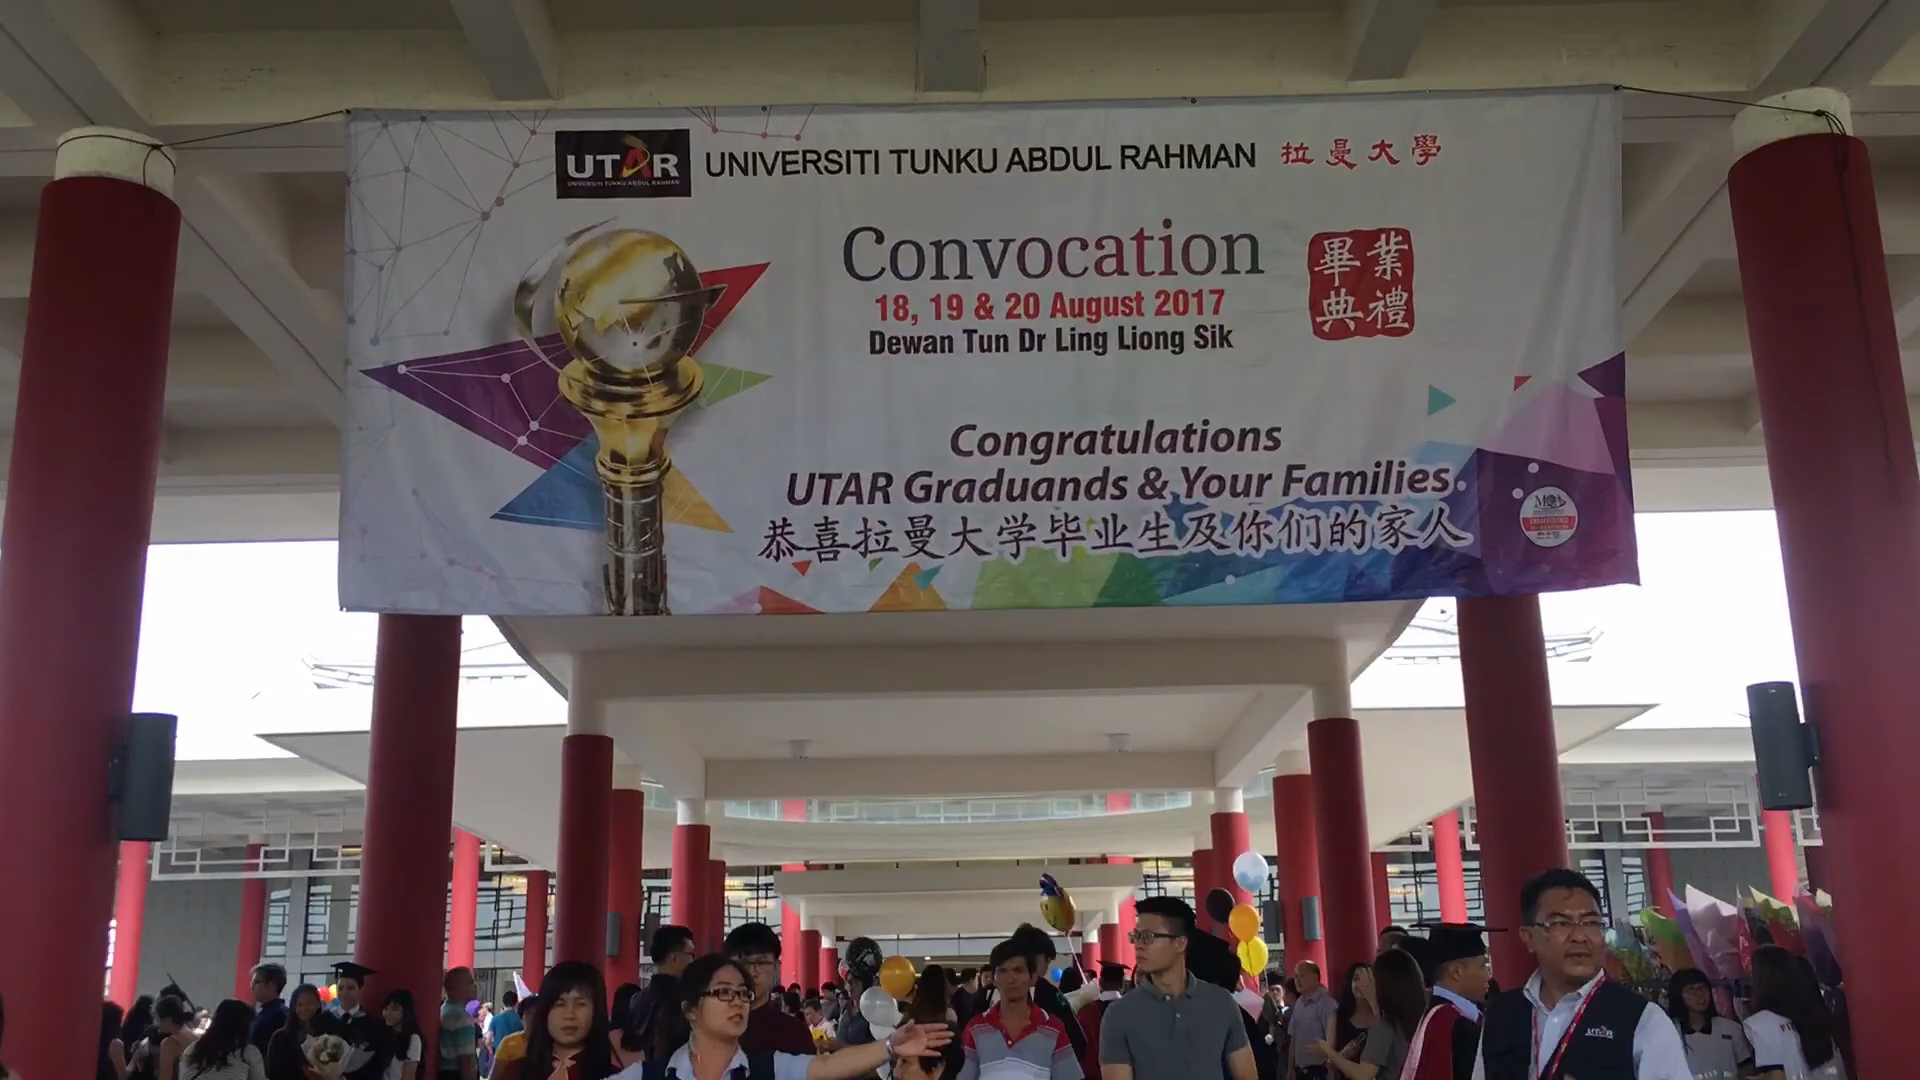 UTAR
UNIVERSITI TUNKU ABDUL RAHMAN
UNIVERSITI TUNKU ABDUL RAHMAN 拉曼大學
Convocation
18, 19 & 20 August 2017
Dewan Tun Dr Ling Liong Sik
畢業
典禮
Congratulations
UTAR Graduands & Your Families
恭喜拉曼大学毕业生及你们的家人
UTAR